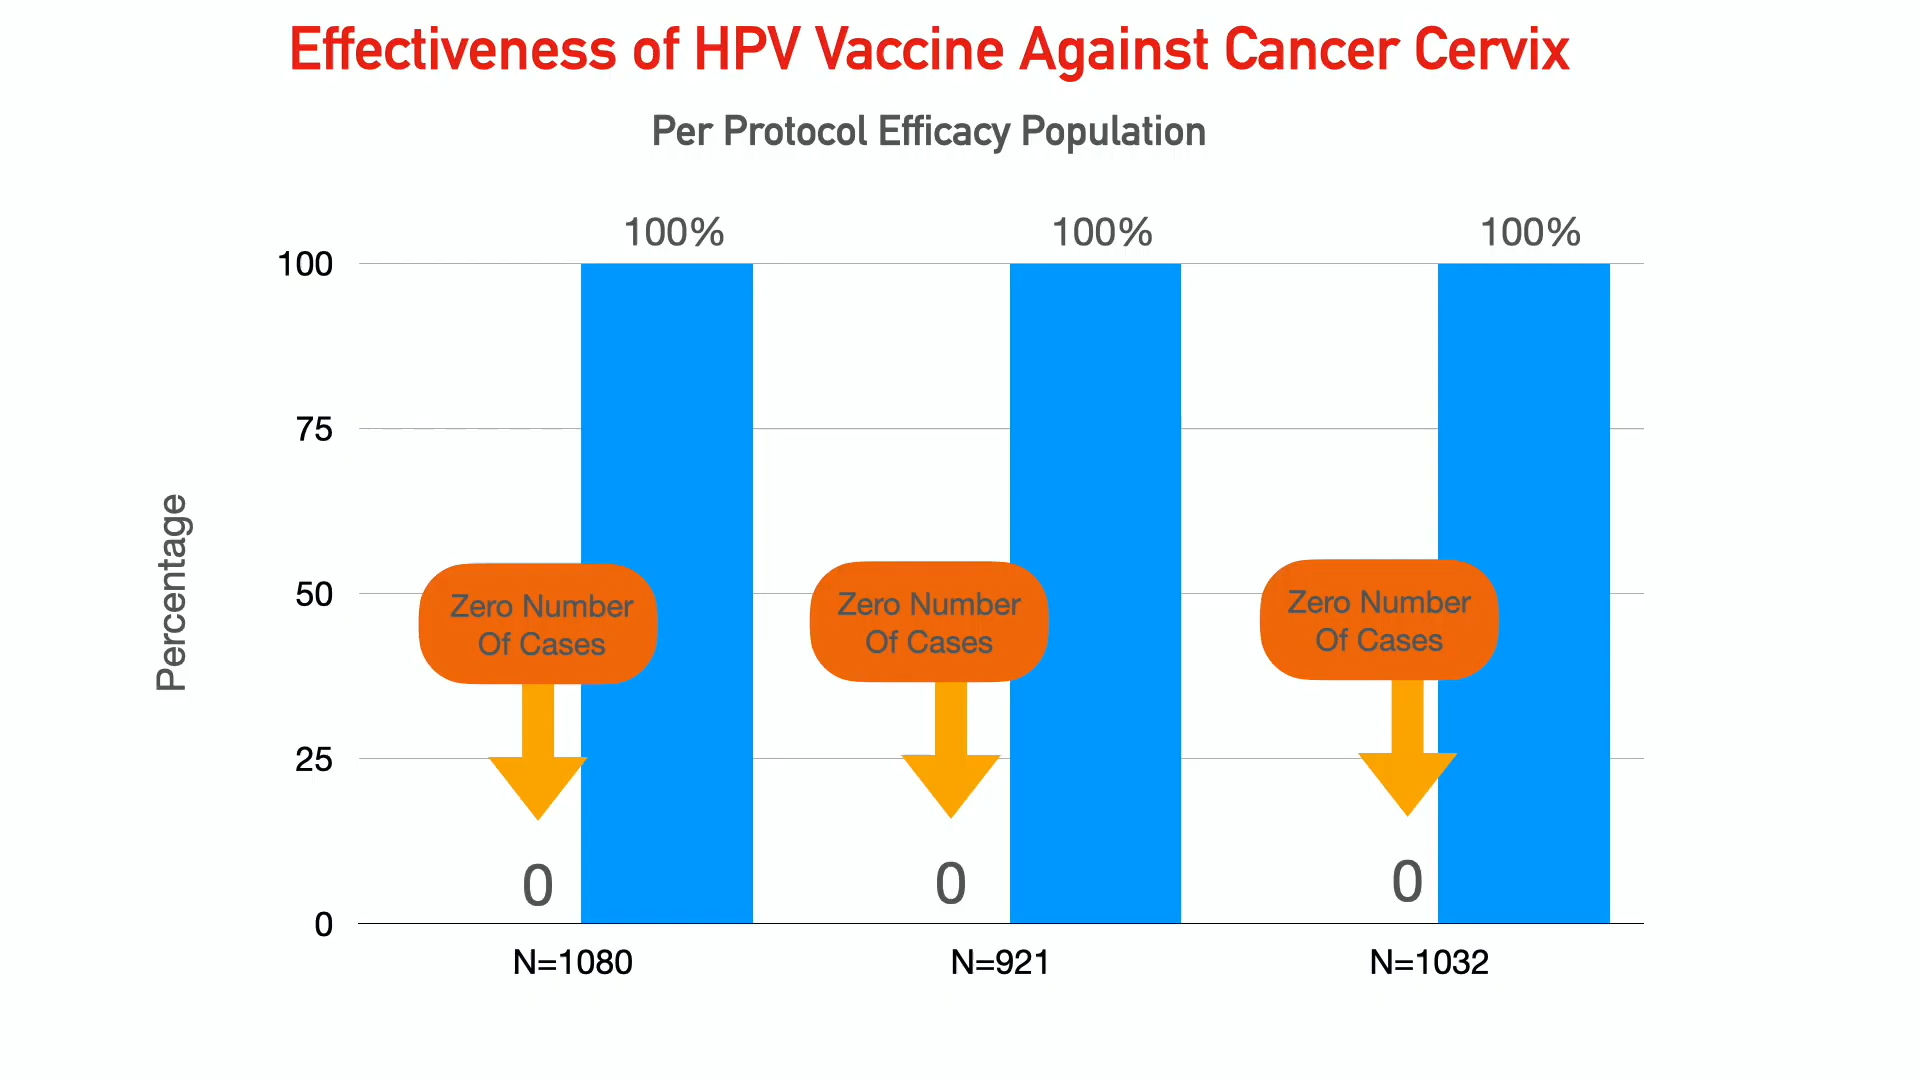 Effectiveness of HPV Vaccine Against Cancer Cervix
Per Protocol Efficacy Population
100%
100%
100%
100
75
50
25
0
Percentage
Zero Number
Of Cases
Zero Number
Of Cases
Zero Number
Of Cases
0
0
0
N=1080
N=921
N=1032